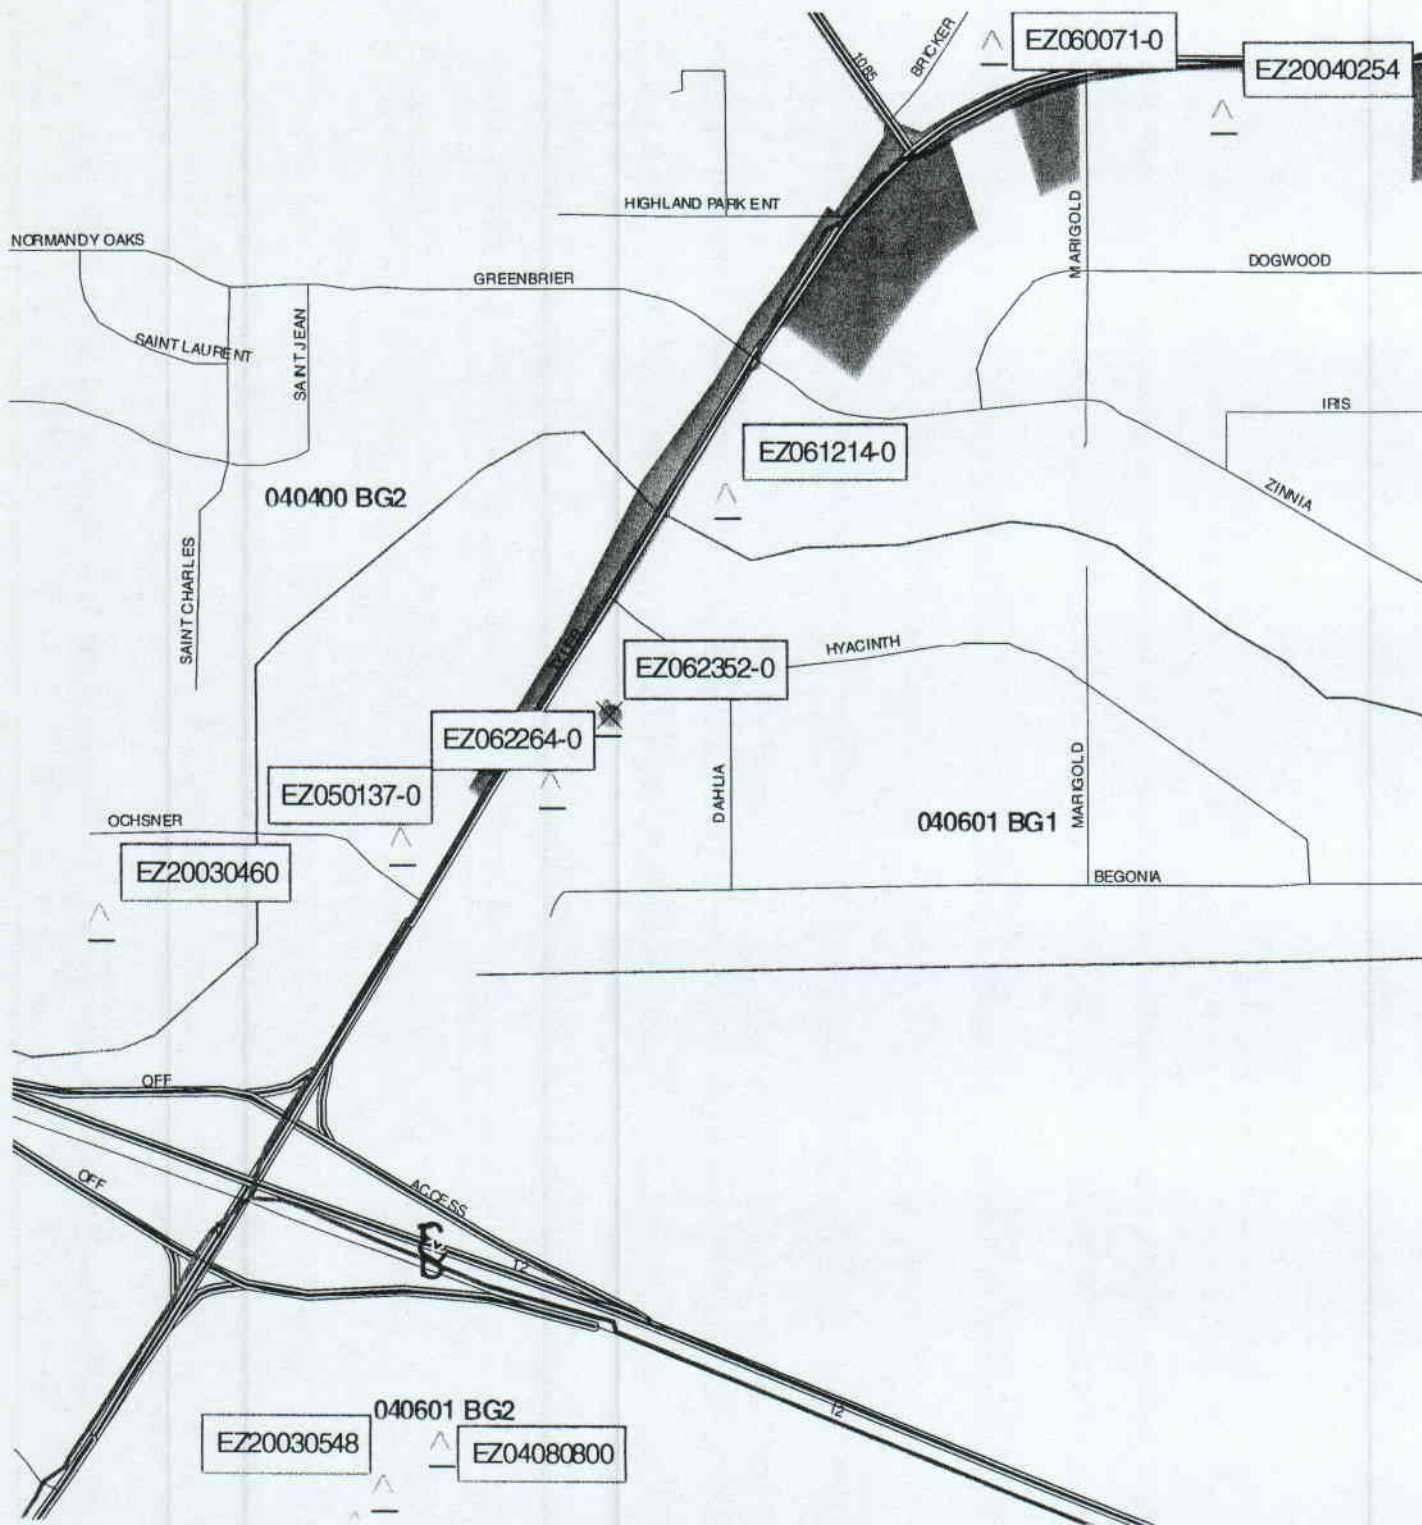 BRICKER
EZ060071-0
1085
EZ20040254
HIGHLAND PARK ENT
NORMANDY OAKS
MARIGOLD
DOGWOOD
GREENBRIER
SAINT LAURENT
SAINT JEAN
IRIS
EZ061214-0
040400 BG2
ZINNIA
SAINT CHARLES
HYACINTH
EZ062352-0
EZ062264-0
EZ050137-0
DAHLIA
MARIGOLD
OCHSNER
040601 BG1
EZ20030460
BEGONIA
OFF
OFF
ACCESS
12
12
040601 BG2
EZ20030548
EZ04080800